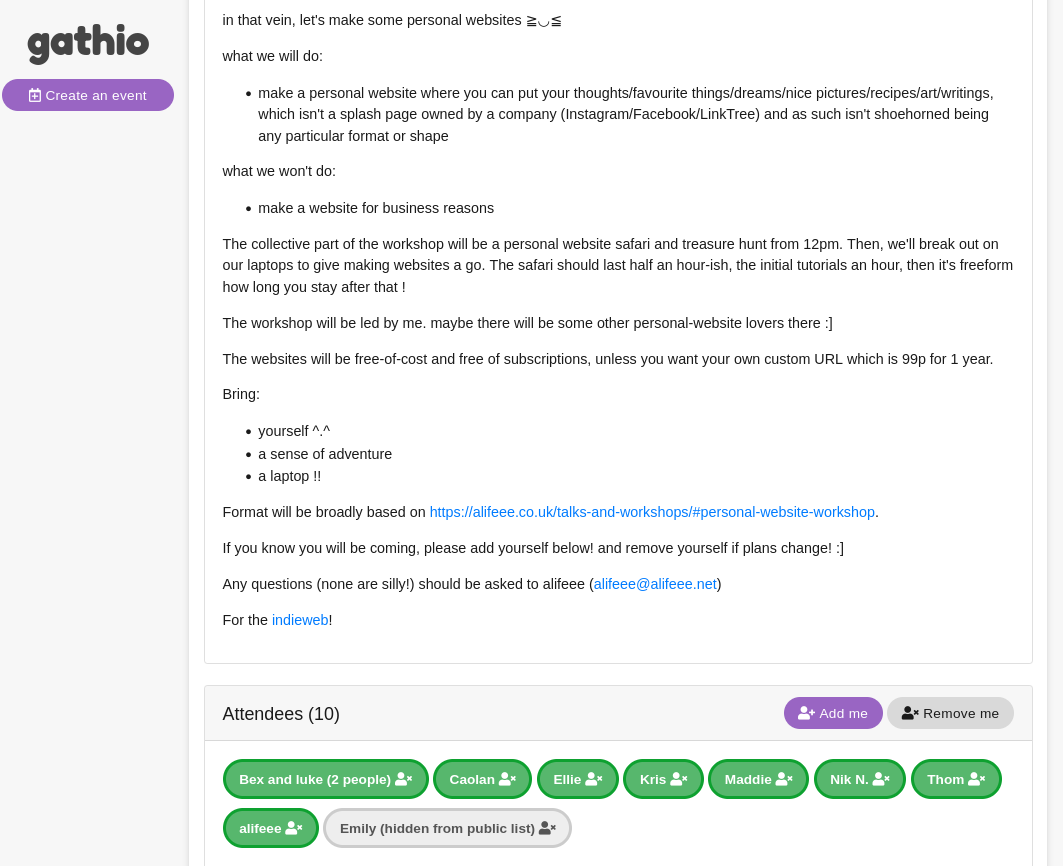 gathio
Create an event
in that vein, let's make some personal websites ≧◡≦
what we will do:
• make a personal website where you can put your thoughts/favourite things/dreams/nice pictures/recipes/art/writings,
which isn't a splash page owned by a company (Instagram/Facebook/LinkTree) and as such isn't shoehorned being
any particular format or shape
what we won't do:
• make a website for business reasons
The collective part of the workshop will be a personal website safari and treasure hunt from 12pm. Then, we'll break out on
our laptops to give making websites a go. The safari should last half an hour-ish, the initial tutorials an hour, then it's freeform
how long you stay after that !
The workshop will be led by me. maybe there will be some other personal-website lovers there :]
The websites will be free-of-cost and free of subscriptions, unless you want your own custom URL which is 99p for 1 year.
Bring:
• yourself ^.^
• a sense of adventure
• a laptop !!
Format will be broadly based on https://alifeee.co.uk/talks-and-workshops/#personal-website-workshop.
If you know you will be coming, please add yourself below! and remove yourself if plans change! :]
Any questions (none are silly!) should be asked to alifeee (alifeee@alifeee.net)
For the indieweb!
Attendees (10)
Add me
Remove me
Bex and luke (2 people)
Caolan
Ellie
Kris
Maddie
Nik N.
Thom
alifeee
Emily (hidden from public list)